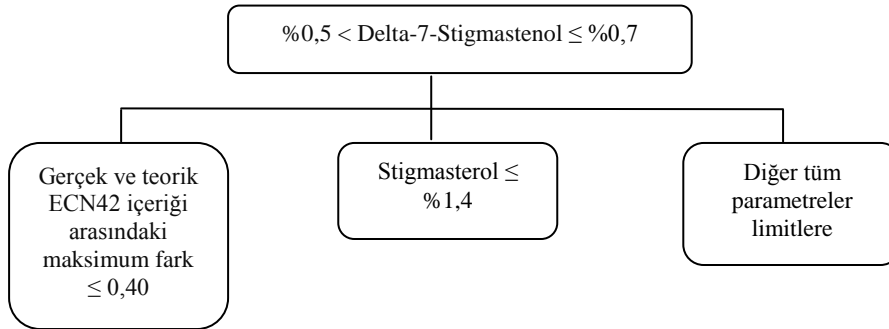 %0,5 < Delta-7-Stigmastenol ≤ %0,7
Gerçek ve teorik
ECN42 içeriği
arasındaki
maksimum fark
≤ 0,40
Stigmasterol ≤
%1,4
Diğer tüm
parametreler
limitlere